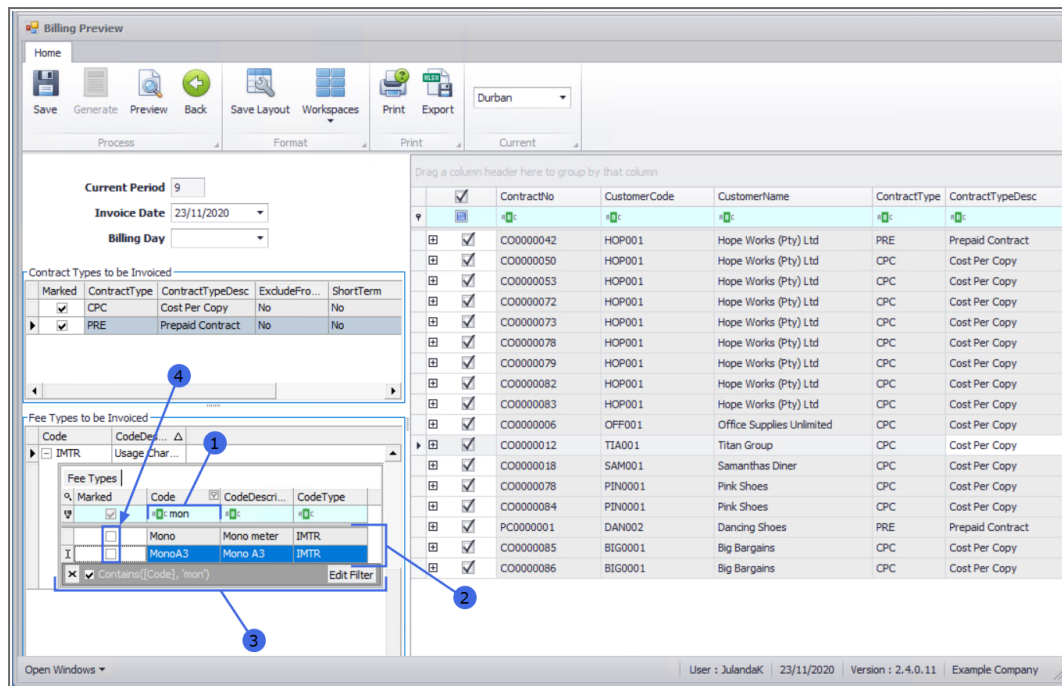 Billing Preview
Home
Save Generate Preview Back Save Layout Workspaces Print Export Durban
XLSX
Process Format Print Current
Current Period 9
Invoice Date 23/11/2020
Billing Day
Contract Types to be Invoiced
Marked ContractType ContractTypeDesc ExcludeFro... ShortTerm
CPC Cost Per Copy No No
PRE Prepaid Contract No No
4
Fee Types to be Invoiced
Code CodeDes...
1
IMTR Usage Char...
Fee Types
Marked Code CodeDescri... CodeType
mon
Mono Mono meter IMTR
MonoA3 Mono A3 IMTR
Contains([Code], 'mon') Edit Filter
2
3
Drag a column header here to group by that column
ContractNo CustomerCode CustomerName ContractType ContractTypeDesc
CO0000042 HOP001 Hope Works (Pty) Ltd PRE Prepaid Contract
CO0000050 HOP001 Hope Works (Pty) Ltd CPC Cost Per Copy
CO0000053 HOP001 Hope Works (Pty) Ltd CPC Cost Per Copy
CO0000072 HOP001 Hope Works (Pty) Ltd CPC Cost Per Copy
CO0000073 HOP001 Hope Works (Pty) Ltd CPC Cost Per Copy
CO0000078 HOP001 Hope Works (Pty) Ltd CPC Cost Per Copy
CO0000079 HOP001 Hope Works (Pty) Ltd CPC Cost Per Copy
CO0000082 HOP001 Hope Works (Pty) Ltd CPC Cost Per Copy
CO0000083 HOP001 Hope Works (Pty) Ltd CPC Cost Per Copy
CO0000006 OFF001 Office Supplies Unlimited CPC Cost Per Copy
CO0000012 TIA001 Titan Group CPC Cost Per Copy
CO0000018 SAM001 Samanthas Diner CPC Cost Per Copy
CO0000078 PIN0001 Pink Shoes CPC Cost Per Copy
CO0000084 PIN0001 Pink Shoes CPC Cost Per Copy
PC0000001 DAN002 Dancing Shoes PRE Prepaid Contract
CO0000085 BIG0001 Big Bargains CPC Cost Per Copy
CO0000086 BIG0001 Big Bargains CPC Cost Per Copy
Open Windows User : JulandaK 23/11/2020 Version : 2.4.0.11 Example Company